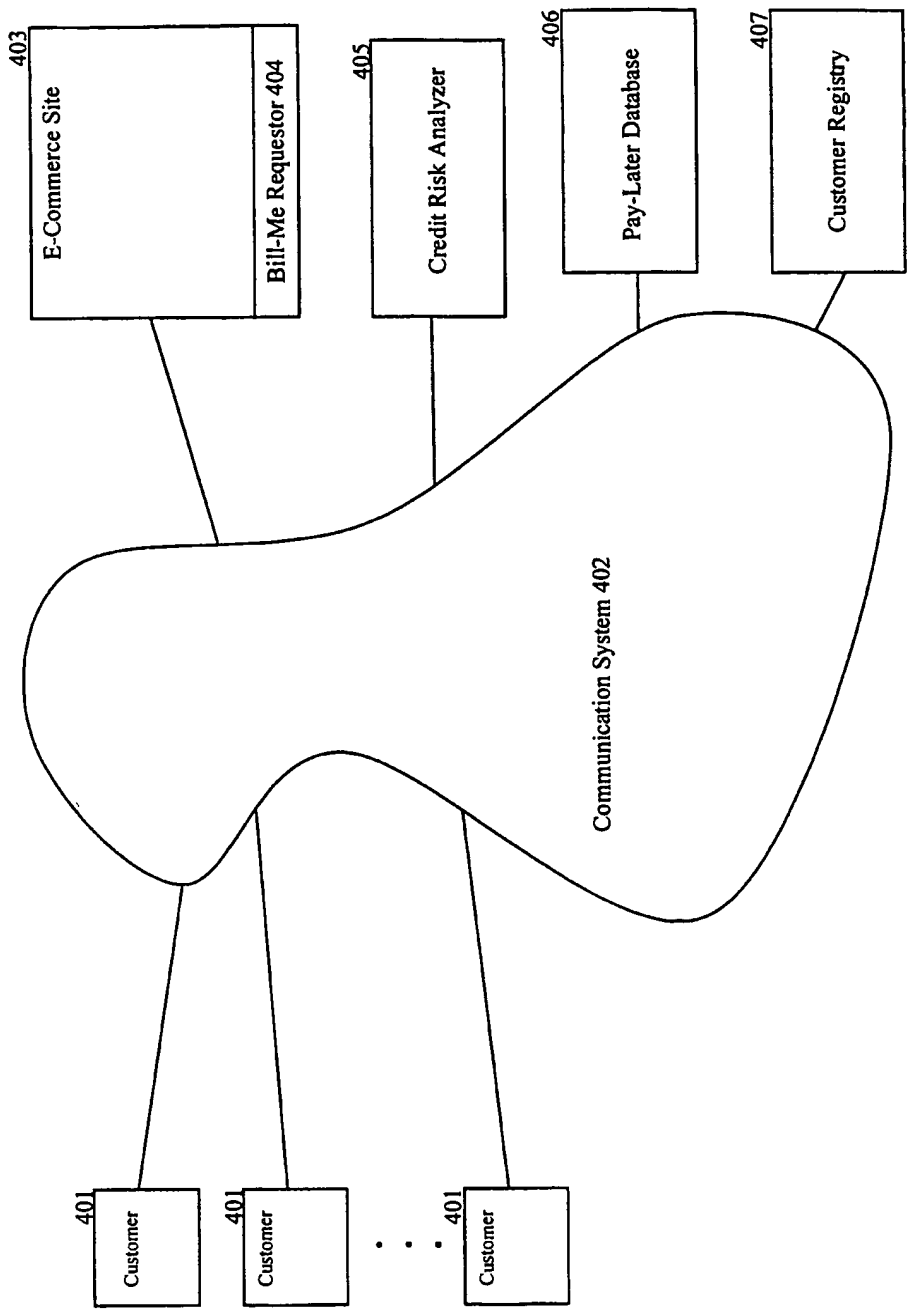 403
E-Commerce Site
Bill-Me Requestor 404
405
Credit Risk Analyzer
406
Pay-Later Database
407
Customer Registry
Communication System 402
401
Customer
401
Customer
. . .
401
Customer